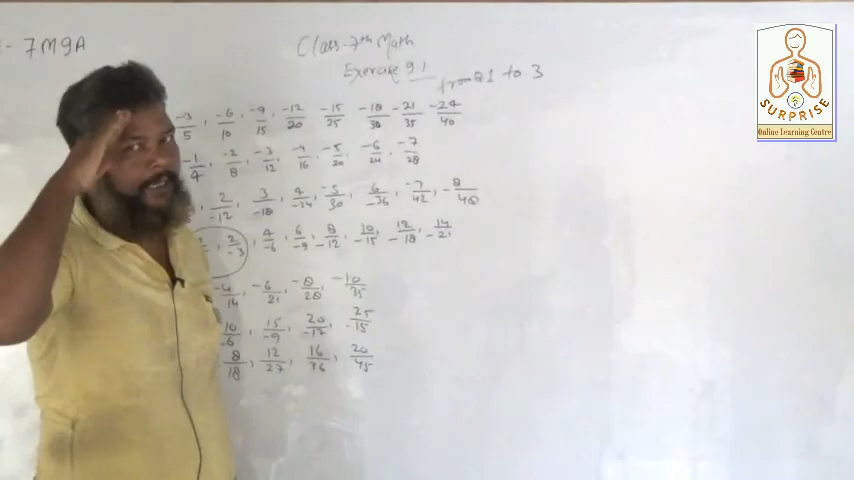 - 7M9A
Class-7th Math
Exercise 9.1
from Q1 to 3
-3/5, -6/10, -9/15, -12/20 -15/25 -18/30 -21/35 -24/40
-1/4, -2/8, -3/12, -4/16, -5/20, -6/24, -7/28
, 2/-12, 3/-18, 4/-24, -5/30, 6/-36, -7/42, -8/48
, 2/-3, 4/-6, 6/-9, 8/-12, 10/-15, 12/-18, 14/-21
-4/14, -6/21, -8/28, -10/35
10/-6, 15/-9, 20/-12, 25/-15
8/18, 12/27, 16/36, 20/45
SURPRISE
Online Learning Centre